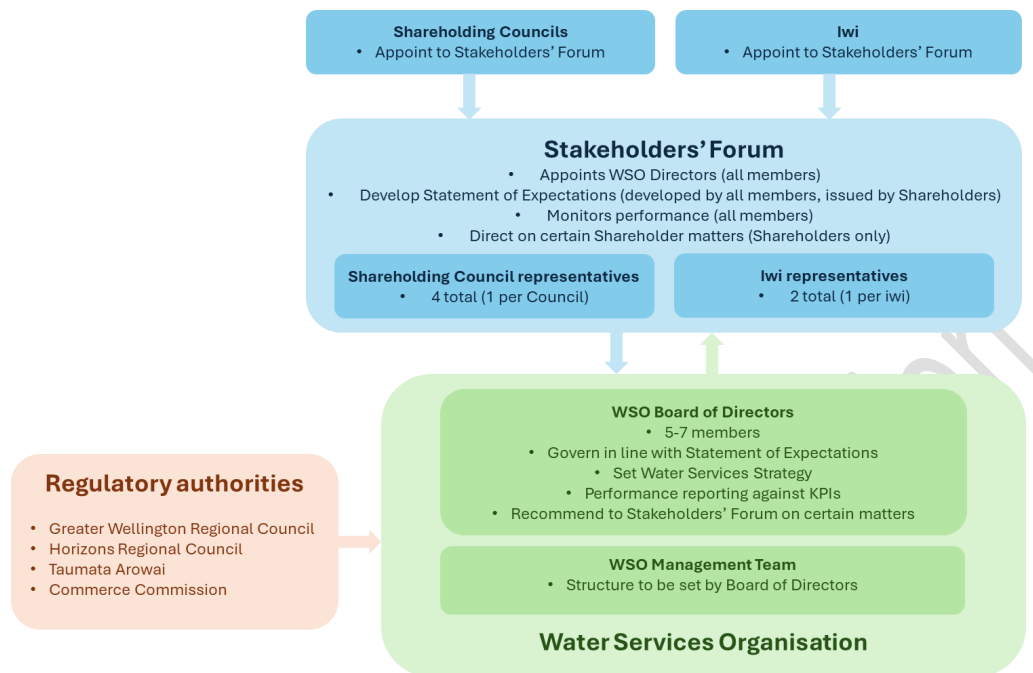 Shareholding Councils
• Appoint to Stakeholders’ Forum
Iwi
• Appoint to Stakeholders’ Forum
Stakeholders’ Forum
• Appoints WSO Directors (all members)
• Develop Statement of Expectations (developed by all members, issued by Shareholders)
• Monitors performance (all members)
• Direct on certain Shareholder matters (Shareholders only)
Shareholding Council representatives
• 4 total (1 per Council)
Iwi representatives
• 2 total (1 per iwi)
WSO Board of Directors
• 5-7 members
• Govern in line with Statement of Expectations
• Set Water Services Strategy
• Performance reporting against KPIs
• Recommend to Stakeholders’ Forum on certain matters
Regulatory authorities
• Greater Wellington Regional Council
• Horizons Regional Council
• Taumata Arowai
• Commerce Commission
WSO Management Team
• Structure to be set by Board of Directors
Water Services Organisation